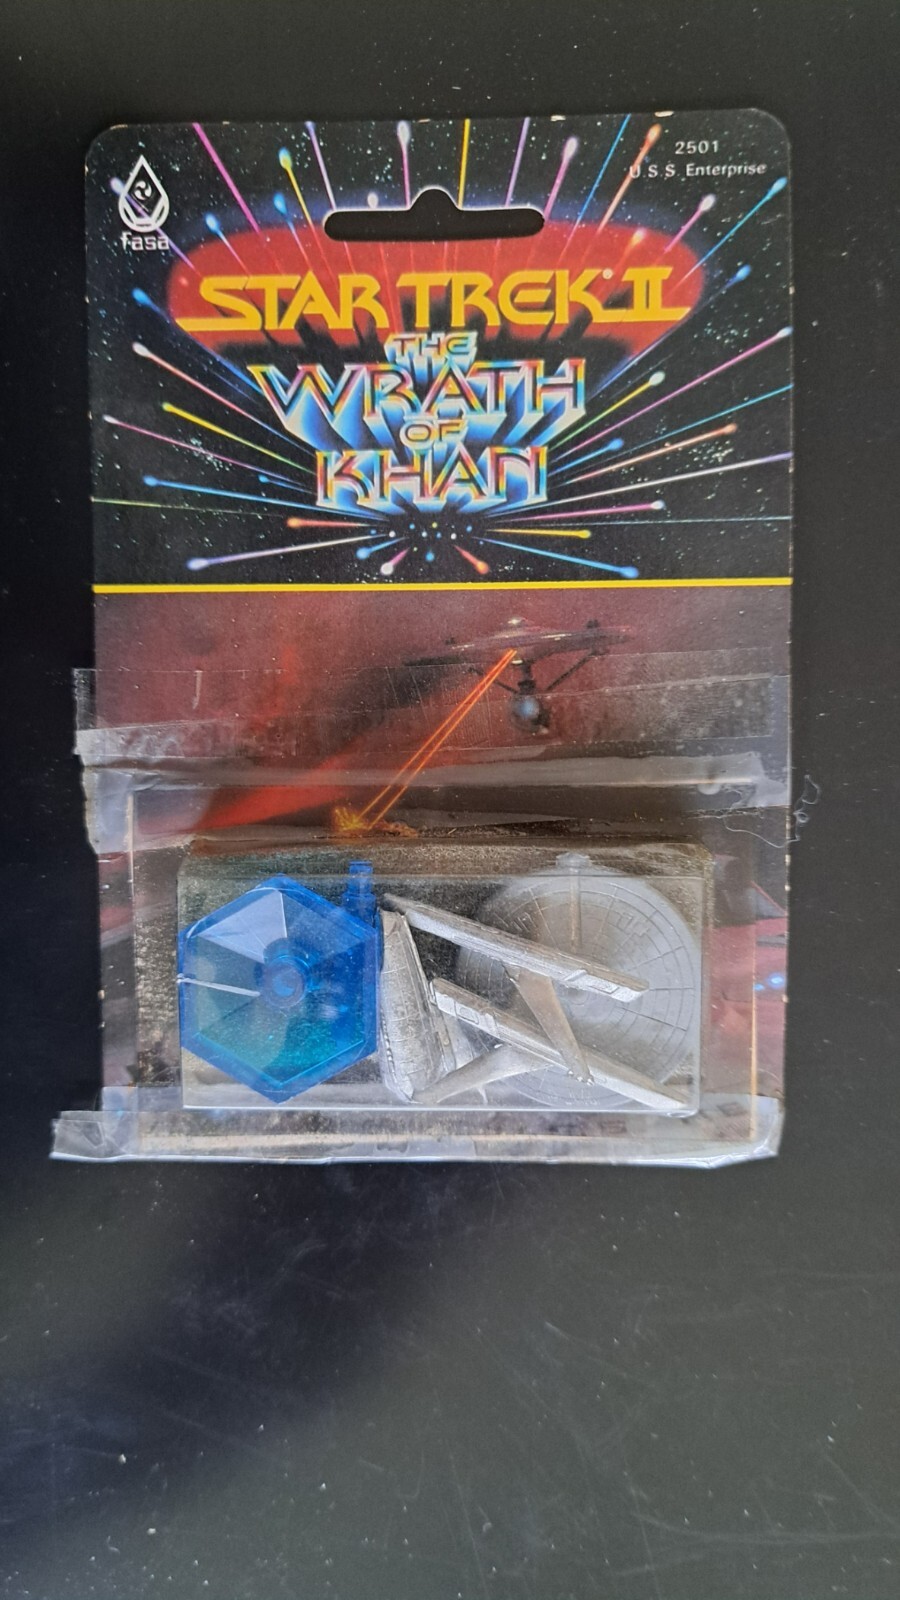 2501
U.S.S. Enterprise
fasa
STAR TREK® II
THE
WRATH
OF
KHAN